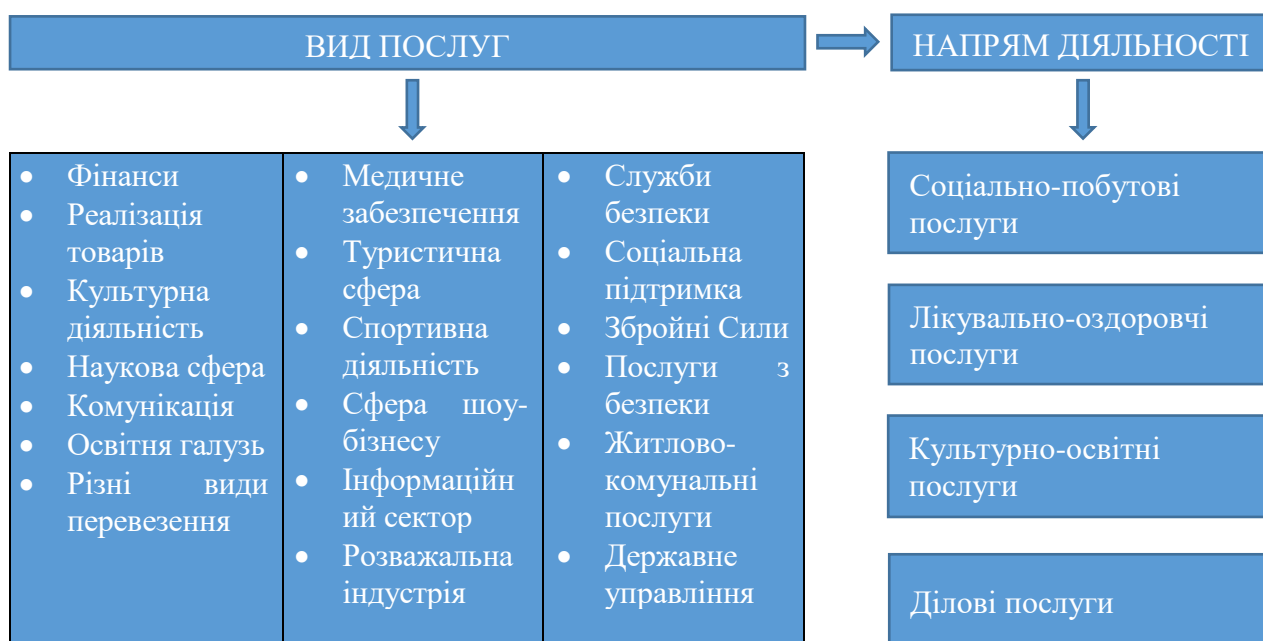 ВИД ПОСЛУГ
НАПРЯМ ДІЯЛЬНОСТІ
• Фінанси
• Реалізація
товарів
• Культурна
діяльність
• Наукова сфера
• Комунікація
• Освітня галузь
• Різні види
перевезення
• Медичне
забезпечення
• Туристична
сфера
• Спортивна
діяльність
• Сфера шоу-
бізнесу
• Інформаційн
ий сектор
• Розважальна
індустрія
• Служби
безпеки
• Соціальна
підтримка
• Збройні Сили
• Послуги з
безпеки
• Житлово-
комунальні
послуги
• Державне
управління
Соціально-побутові
послуги
Лікувально-оздоровчі
послуги
Культурно-освітні
послуги
Ділові послуги